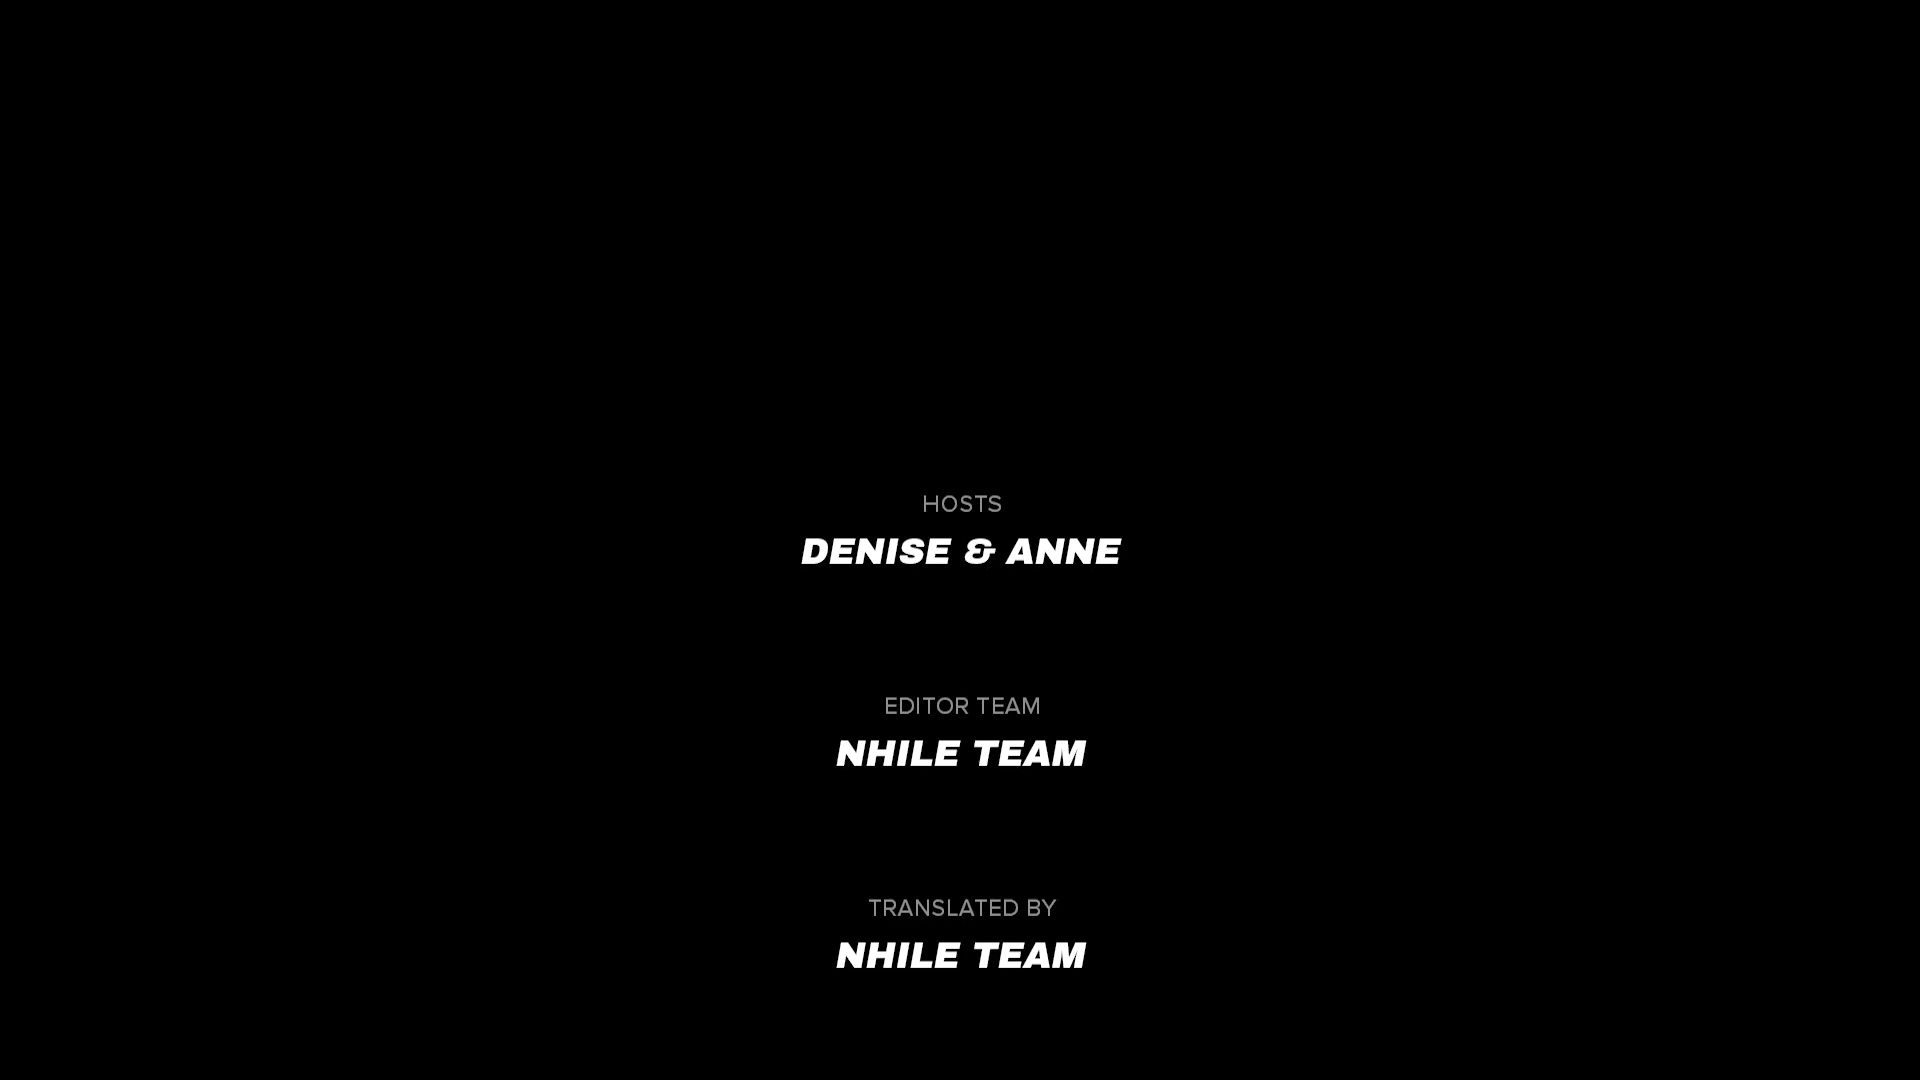 HOSTS
DENISE & ANNE
EDITOR TEAM
NHILE TEAM
TRANSLATED BY
NHILE TEAM